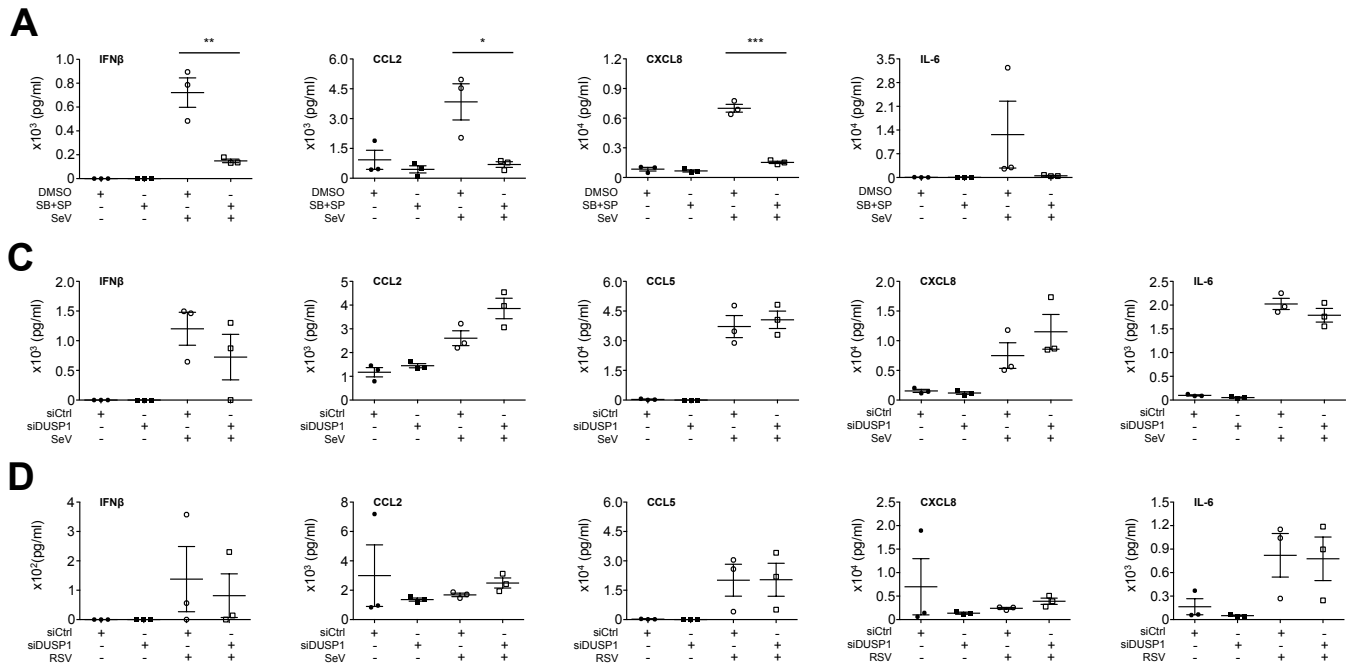 A
IFNβ
**
x10³ (pg/ml)
1.0
0.8
0.6
0.4
0.2
0
DMSO + - + -
SB+SP - + - +
SeV - - + +
CCL2
*
x10³ (pg/ml)
6.0
4.5
3.0
1.5
0
DMSO + - + -
SB+SP - + - +
SeV - - + +
CXCL8
***
x10⁴ (pg/ml)
1.2
0.9
0.6
0.3
0
DMSO + - + -
SB+SP - + - +
SeV - - + +
IL-6
x10⁴ (pg/ml)
3.5
2.8
2.1
1.4
0.7
0
DMSO + - + -
SB+SP - + - +
SeV - - + +
C
IFNβ
x10³ (pg/ml)
2.0
1.5
1.0
0.5
0
siCtrl + - + -
siDUSP1 - + - +
SeV - - + +
CCL2
x10³ (pg/ml)
5
4
3
2
1
0
siCtrl + - + -
siDUSP1 - + - +
SeV - - + +
CCL5
x10⁴ (pg/ml)
6.0
4.5
3.0
1.5
0
siCtrl + - + -
siDUSP1 - + - +
SeV - - + +
CXCL8
x10⁴ (pg/ml)
2.5
2.0
1.5
1.0
0.5
0
siCtrl + - + -
siDUSP1 - + - +
SeV - - + +
IL-6
x10³ (pg/ml)
2.5
2.0
1.5
1.0
0.5
0
siCtrl + - + -
siDUSP1 - + - +
SeV - - + +
D
IFNβ
x10²(pg/ml)
4
3
2
1
0
siCtrl + - + -
siDUSP1 - + - +
RSV - - + +
CCL2
x10³ (pg/ml)
8
6
4
2
0
siCtrl + - + -
siDUSP1 - + - +
SeV - - + +
CCL5
x10⁴ (pg/ml)
6.0
4.5
3.0
1.5
0
siCtrl + - + -
siDUSP1 - + - +
RSV - - + +
CXCL8
x10⁴ (pg/ml)
2.5
2.0
1.5
1.0
0.5
0
siCtrl + - + -
siDUSP1 - + - +
RSV - - + +
IL-6
x10³ (pg/ml)
1.5
1.2
0.9
0.6
0.3
0
siCtrl + - + -
siDUSP1 - + - +
RSV - - + +